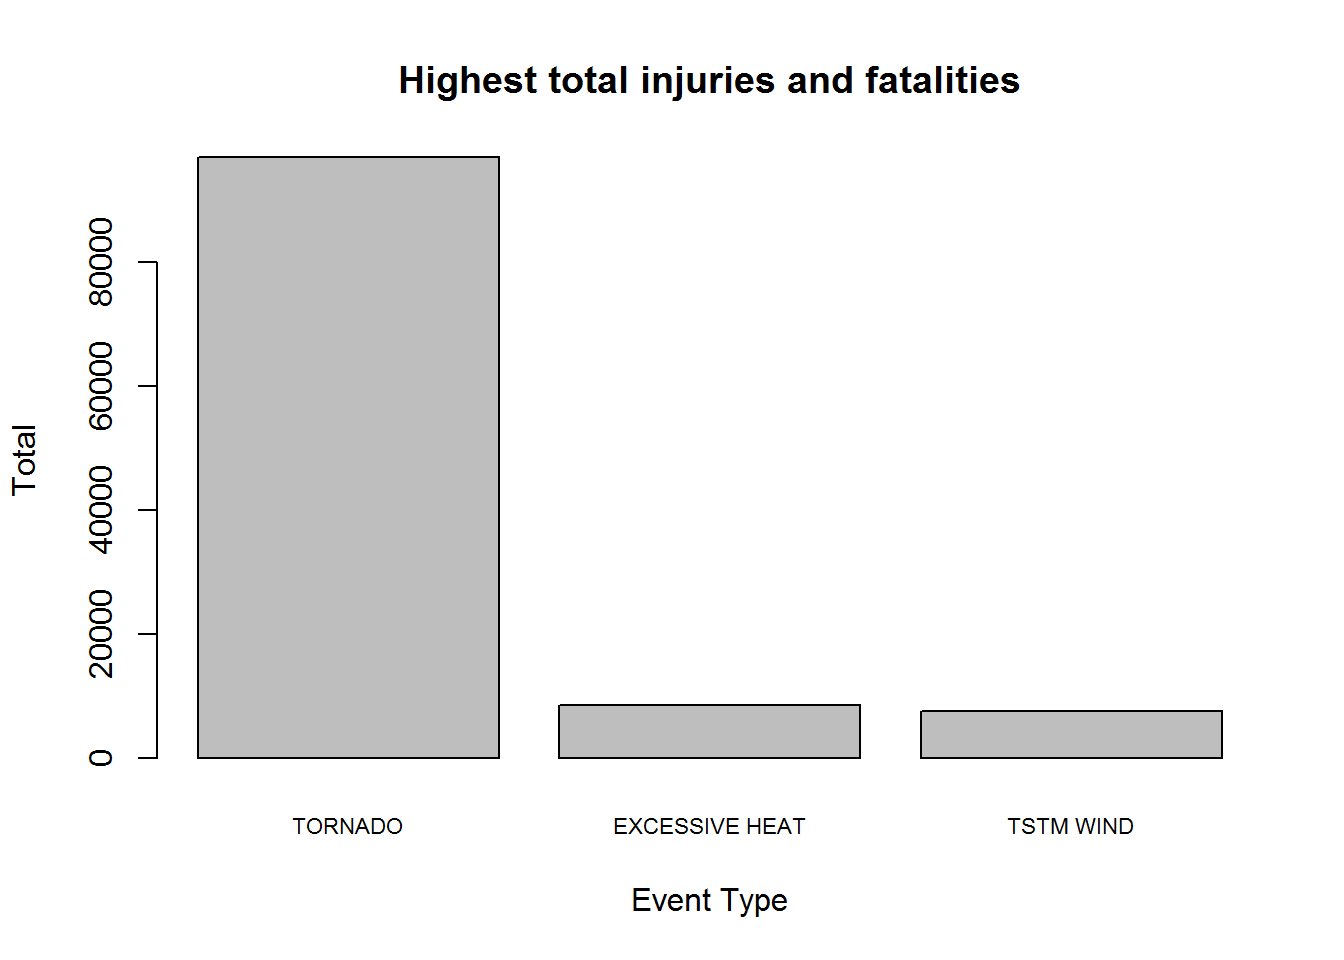 Highest total injuries and fatalities
Total
80000
60000
40000
20000
0
TORNADO
EXCESSIVE HEAT
TSTM WIND
Event Type